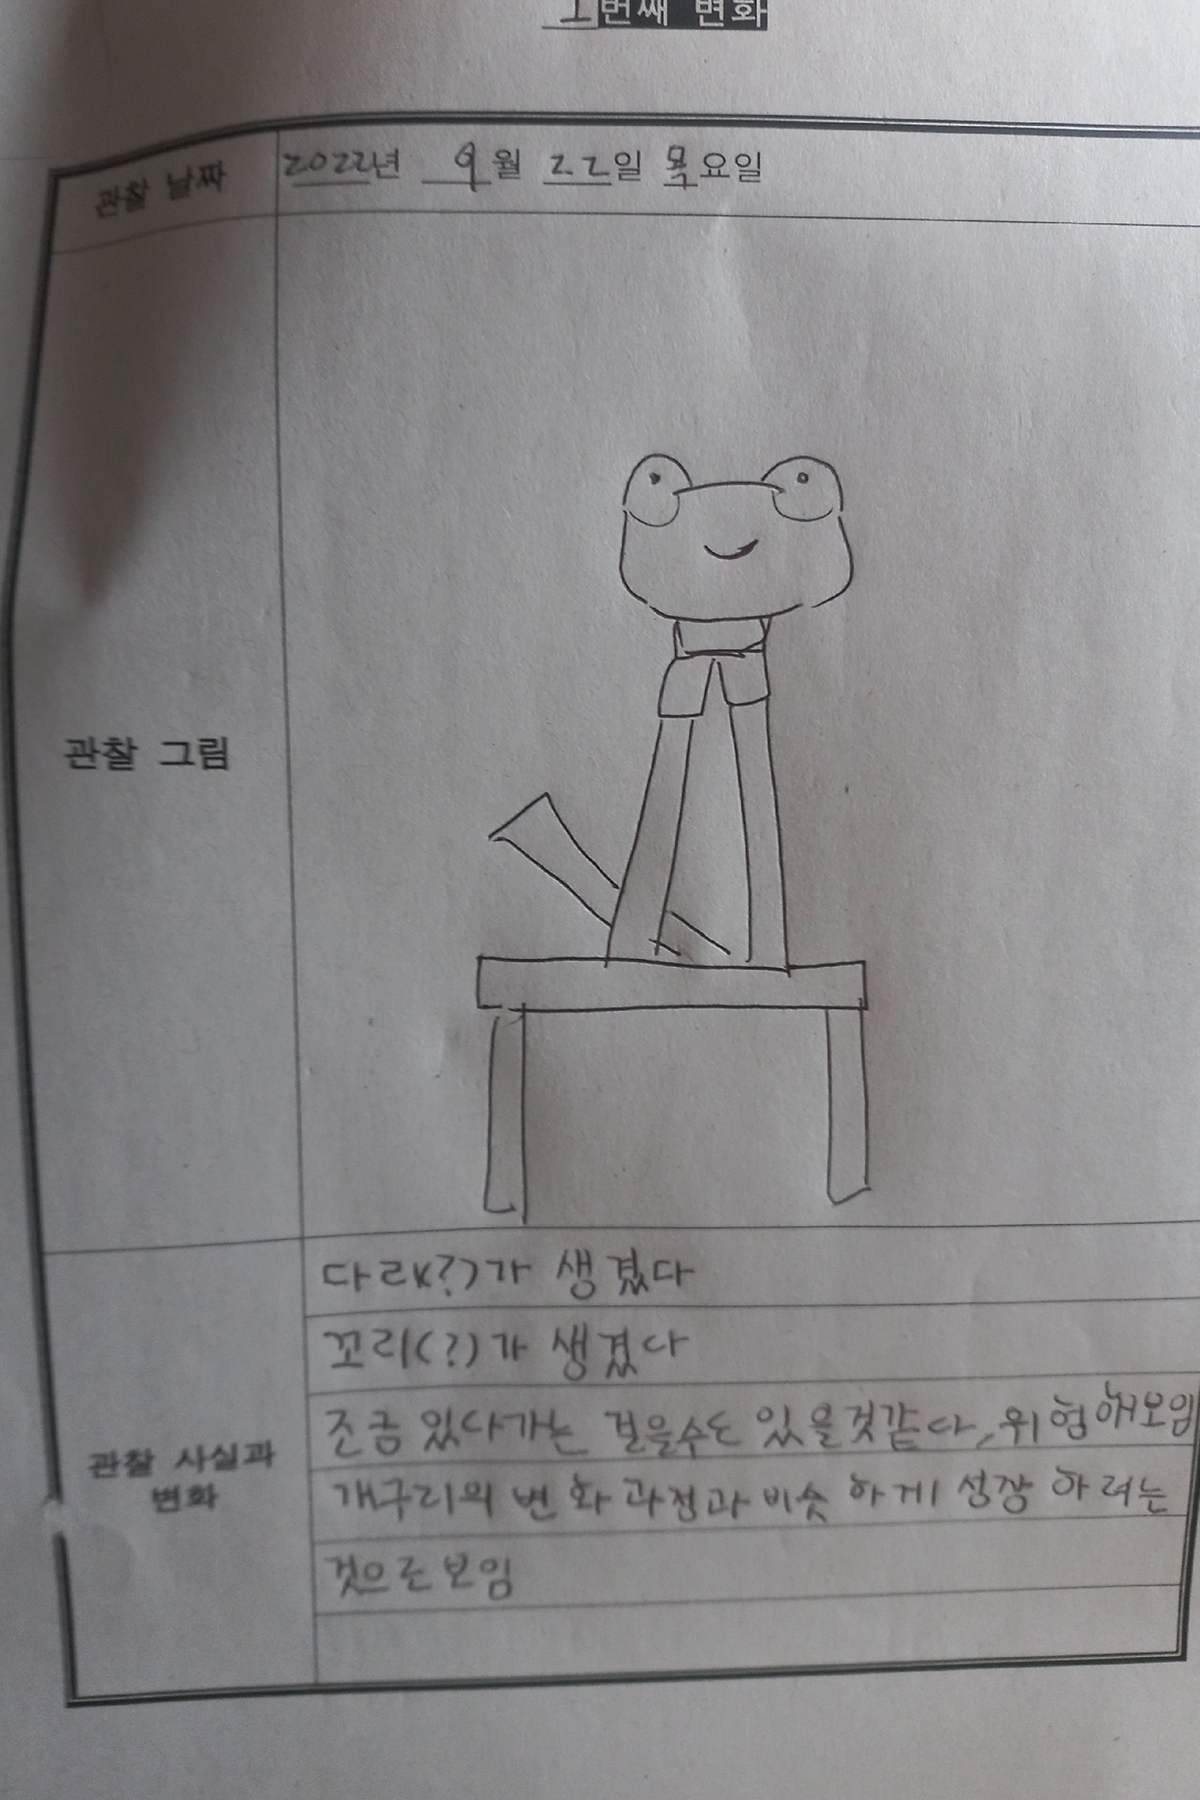 1번째 변화
관찰 날짜
2022년 9월 22일 목요일
관찰 그림
관찰 사실과
변화
다리(?)가 생겼다
꼬리(?)가 생겼다
조금 있다가는 걸을수도 있을것같다, 위험해보임
개구리의 변화 과정과 비슷하게 성장 하려는
것으로 보임